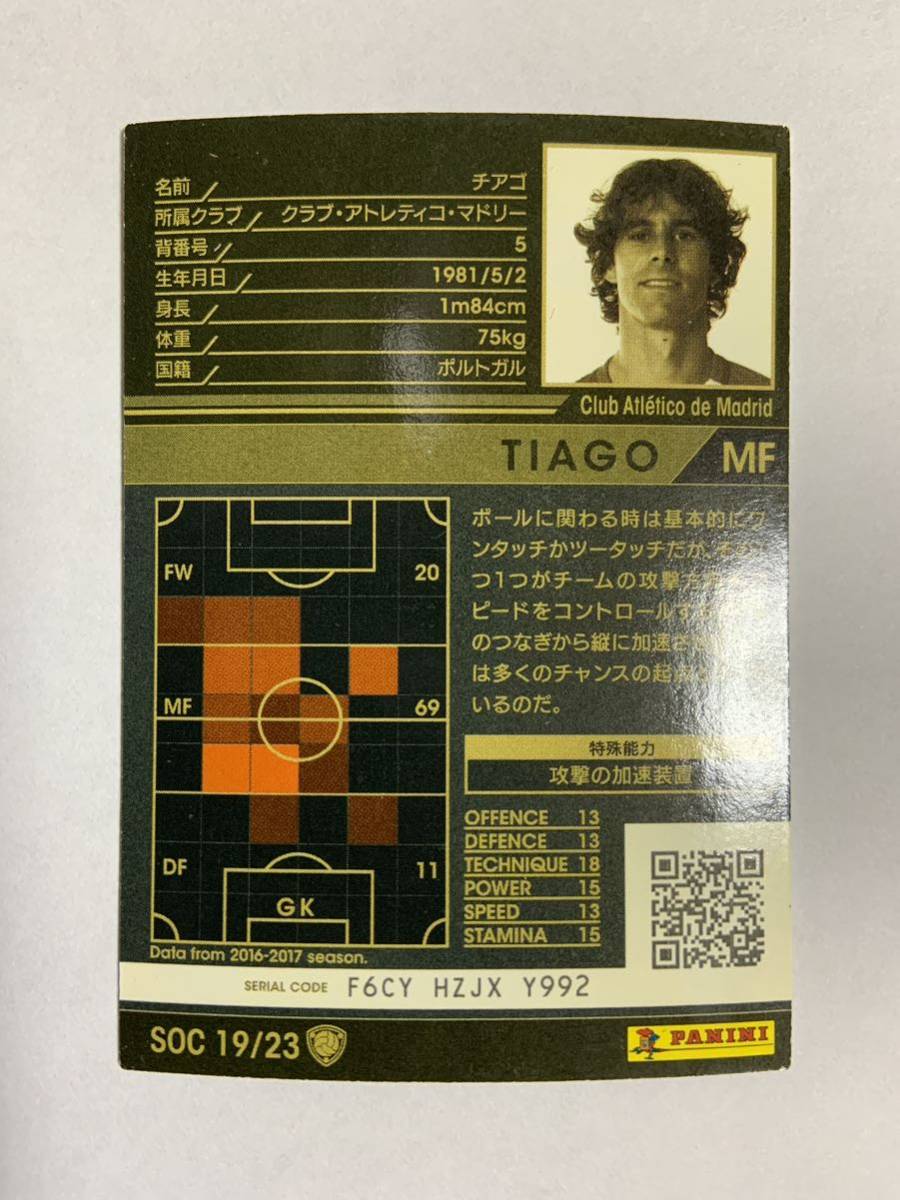 名前 チアゴ
所属クラブ クラブ・アトレティコ・マドリー
背番号 5
生年月日 1981/5/2
身長 1m84cm
体重 75kg
国籍 ポルトガル
Club Atlético de Madrid
TIAGO MF
FW 20
MF 69
DF 11
GK
Data from 2016-2017 season.
ボールに関わる時は基本的にワ
ンタッチかツータッチだが、その1
つ1つがチームの攻撃
ピードをコントロールす
のつなぎから縦に加速さ
は多くのチャンスの起点
いるのだ。
特殊能力
攻撃の加速装置
OFFENCE 13
DEFENCE 13
TECHNIQUE 18
POWER 15
SPEED 13
STAMINA 15
SERIAL CODE F6CY HZJX Y992
SOC 19/23
PANINI